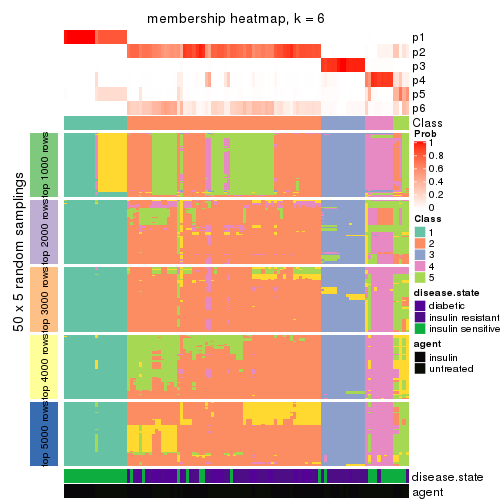 membership heatmap, k = 6
p1
p2
p3
p4
p5
p6
Class
50 x 5 random samplings
top 1000 rows
top 2000 rows
top 3000 rows
top 4000 rows
top 5000 rows
Prob
1
0.8
0.6
0.4
0.2
0
Class
1
2
3
4
5
disease.state
diabetic
insulin resistant
insulin sensitive
agent
insulin
untreated
disease.state
agent